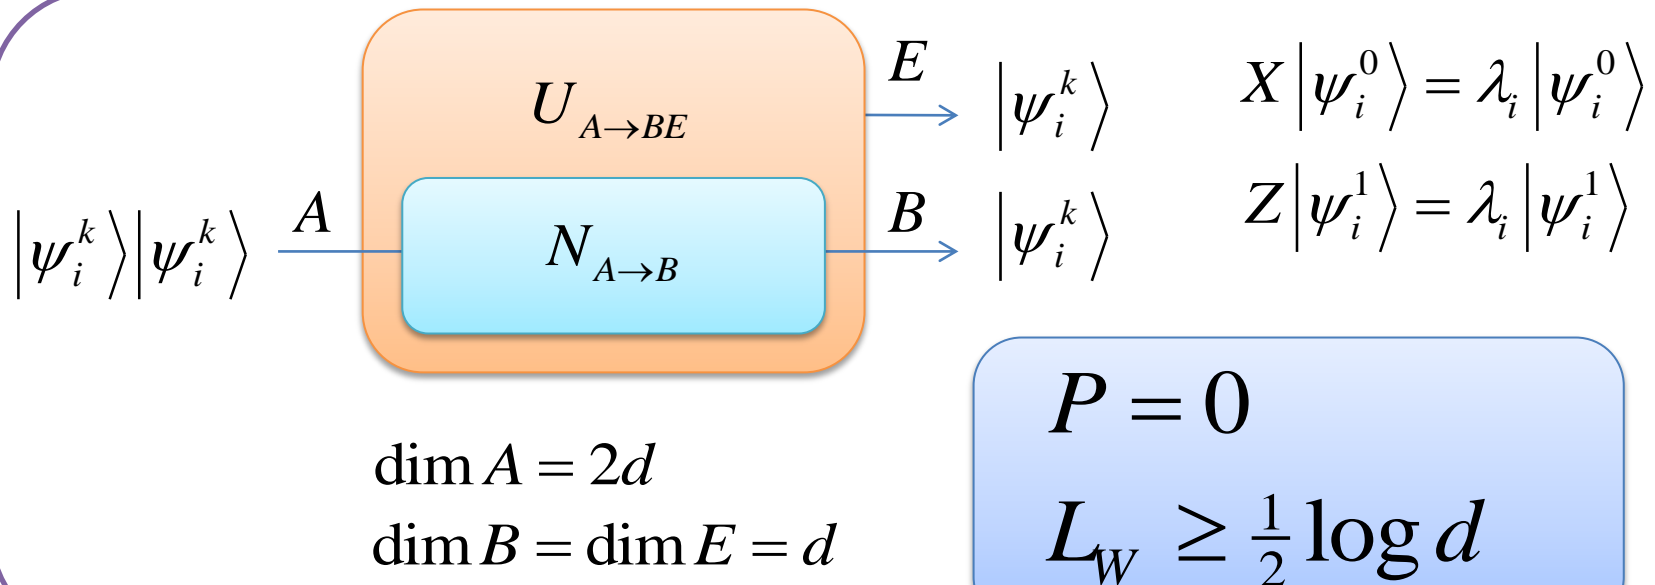 E
|ψ_i^k⟩
X|ψ_i^0⟩ = λ_i|ψ_i^0⟩
U_{A→BE}
|ψ_i^k⟩|ψ_i^k⟩
A
N_{A→B}
B
|ψ_i^k⟩
Z|ψ_i^1⟩ = λ_i|ψ_i^1⟩
dim A = 2d
dim B = dim E = d
P = 0
L_W ≥ ½ log d